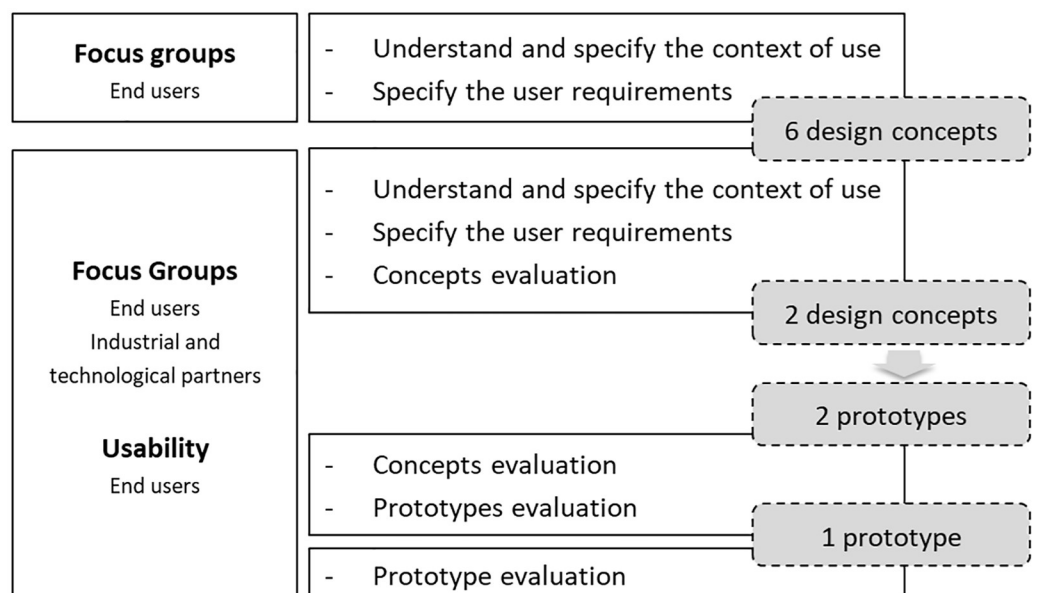 Focus groups
End users
- Understand and specify the context of use
- Specify the user requirements
6 design concepts
Focus Groups
End users
Industrial and
technological partners
Usability
End users
- Understand and specify the context of use
- Specify the user requirements
- Concepts evaluation
2 design concepts
2 prototypes
- Concepts evaluation
- Prototypes evaluation
1 prototype
- Prototype evaluation